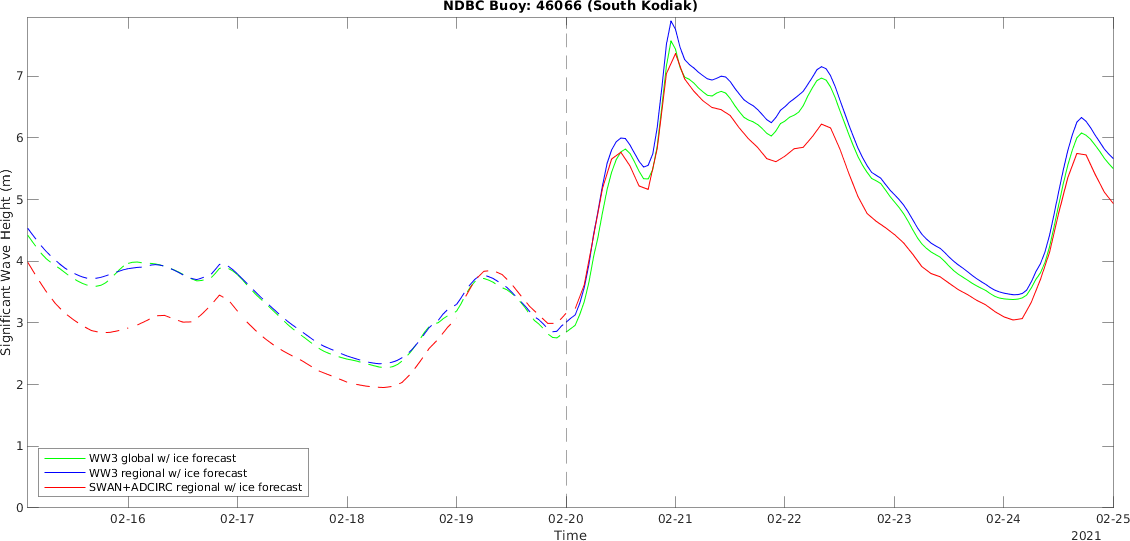 NDBC Buoy: 46066 (South Kodiak)
Significant Wave Height (m)
7
6
5
4
3
2
1
0
WW3 global w/ ice forecast
WW3 regional w/ ice forecast
SWAN+ADCIRC regional w/ ice forecast
02-16 02-17 02-18 02-19 02-20 02-21 02-22 02-23 02-24 02-25
Time
2021